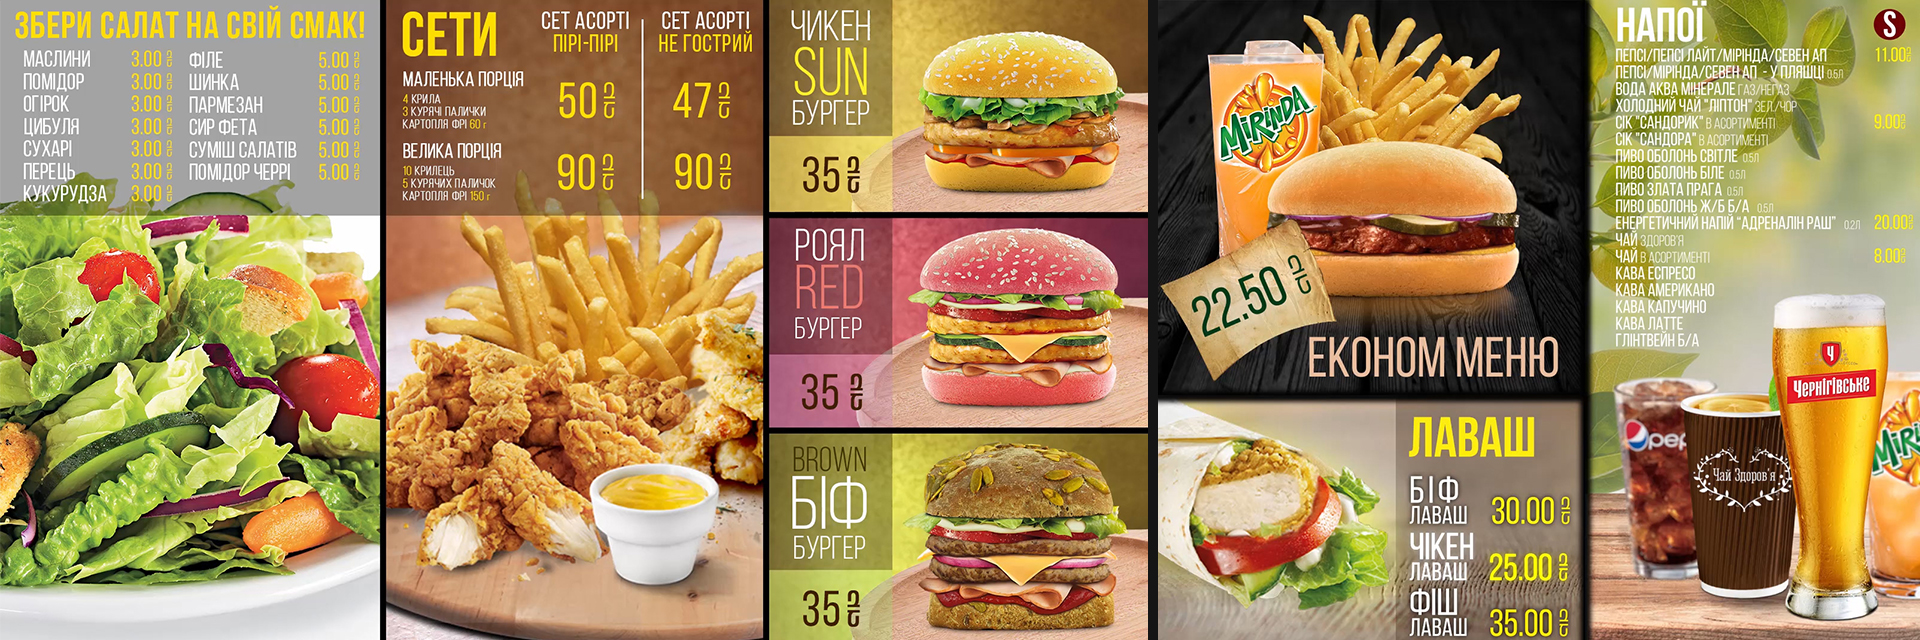 ЗБЕРИ САЛАТ НА СВІЙ СМАК!
МАСЛИНИ 3.00 ₴
ПОМІДОР 3.00 ₴
ОГІРОК 3.00 ₴
ЦИБУЛЯ 3.00 ₴
СУХАРІ 3.00 ₴
ПЕРЕЦЬ 3.00 ₴
КУКУРУДЗА 3.00 ₴
ФІЛЕ 5.00 ₴
ШИНКА 5.00 ₴
ПАРМЕЗАН 5.00 ₴
СИР ФЕТА 5.00 ₴
СУМІШ САЛАТІВ 5.00 ₴
ПОМІДОР ЧЕРРІ 5.00 ₴
СЕТИ
СЕТ АСОРТІ
ПІРІ-ПІРІ
СЕТ АСОРТІ
НЕ ГОСТРИЙ
МАЛЕНЬКА ПОРЦІЯ
4 КРИЛА
3 КУРЯЧІ ПАЛИЧКИ
КАРТОПЛЯ ФРІ 60 г
50 ₴
47 ₴
ВЕЛИКА ПОРЦІЯ
10 КРИЛЕЦЬ
5 КУРЯЧИХ ПАЛИЧОК
КАРТОПЛЯ ФРІ 150 г
90 ₴
90 ₴
ЧИКЕН
SUN
БУРГЕР
35 ₴
РОЯЛ
RED
БУРГЕР
35 ₴
BROWN
БІФ
БУРГЕР
35 ₴
MIRINDA
22.50 ₴
ЕКОНОМ МЕНЮ
ЛАВАШ
БІФ
ЛАВАШ 30.00 ₴
ЧІКЕН
ЛАВАШ 25.00 ₴
ФІШ
ЛАВАШ 35.00 ₴
НАПОЇ
S
ПЕПСІ/ПЕПСІ ЛАЙТ/МІРІНДА/СЕВЕН АП 11.00₴
ПЕПСІ/МІРІНДА/СЕВЕН АП - У ПЛЯШЦІ 0.5Л
ВОДА АКВА МІНЕРАЛЕ ГАЗ/НЕГАЗ
ХОЛОДНИЙ ЧАЙ "ЛІПТОН" ЗЕЛ/ЧОР
СІК "САНДОРИК" В АСОРТИМЕНТІ 9.00₴
СІК "САНДОРА" В АСОРТИМЕНТІ
ПИВО ОБОЛОНЬ СВІТЛЕ 0.5Л
ПИВО ОБОЛОНЬ БІЛЕ 0.5Л
ПИВО ЗЛАТА ПРАГА 0.5Л
ПИВО ОБОЛОНЬ Ж/Б Б/А 0.5Л
ЕНЕРГЕТИЧНИЙ НАПІЙ "АДРЕНАЛІН РАШ" 0.2Л 20.00₴
ЧАЙ ЗДОРОВ'Я
ЧАЙ В АСОРТИМЕНТІ 8.00₴
КАВА ЕСПРЕСО
КАВА АМЕРИКАНО
КАВА КАПУЧИНО
КАВА ЛАТТЕ
ГЛІНТВЕЙН Б/А
pep
Чай Здоров'я
Ч
Чернігівське
MIRI